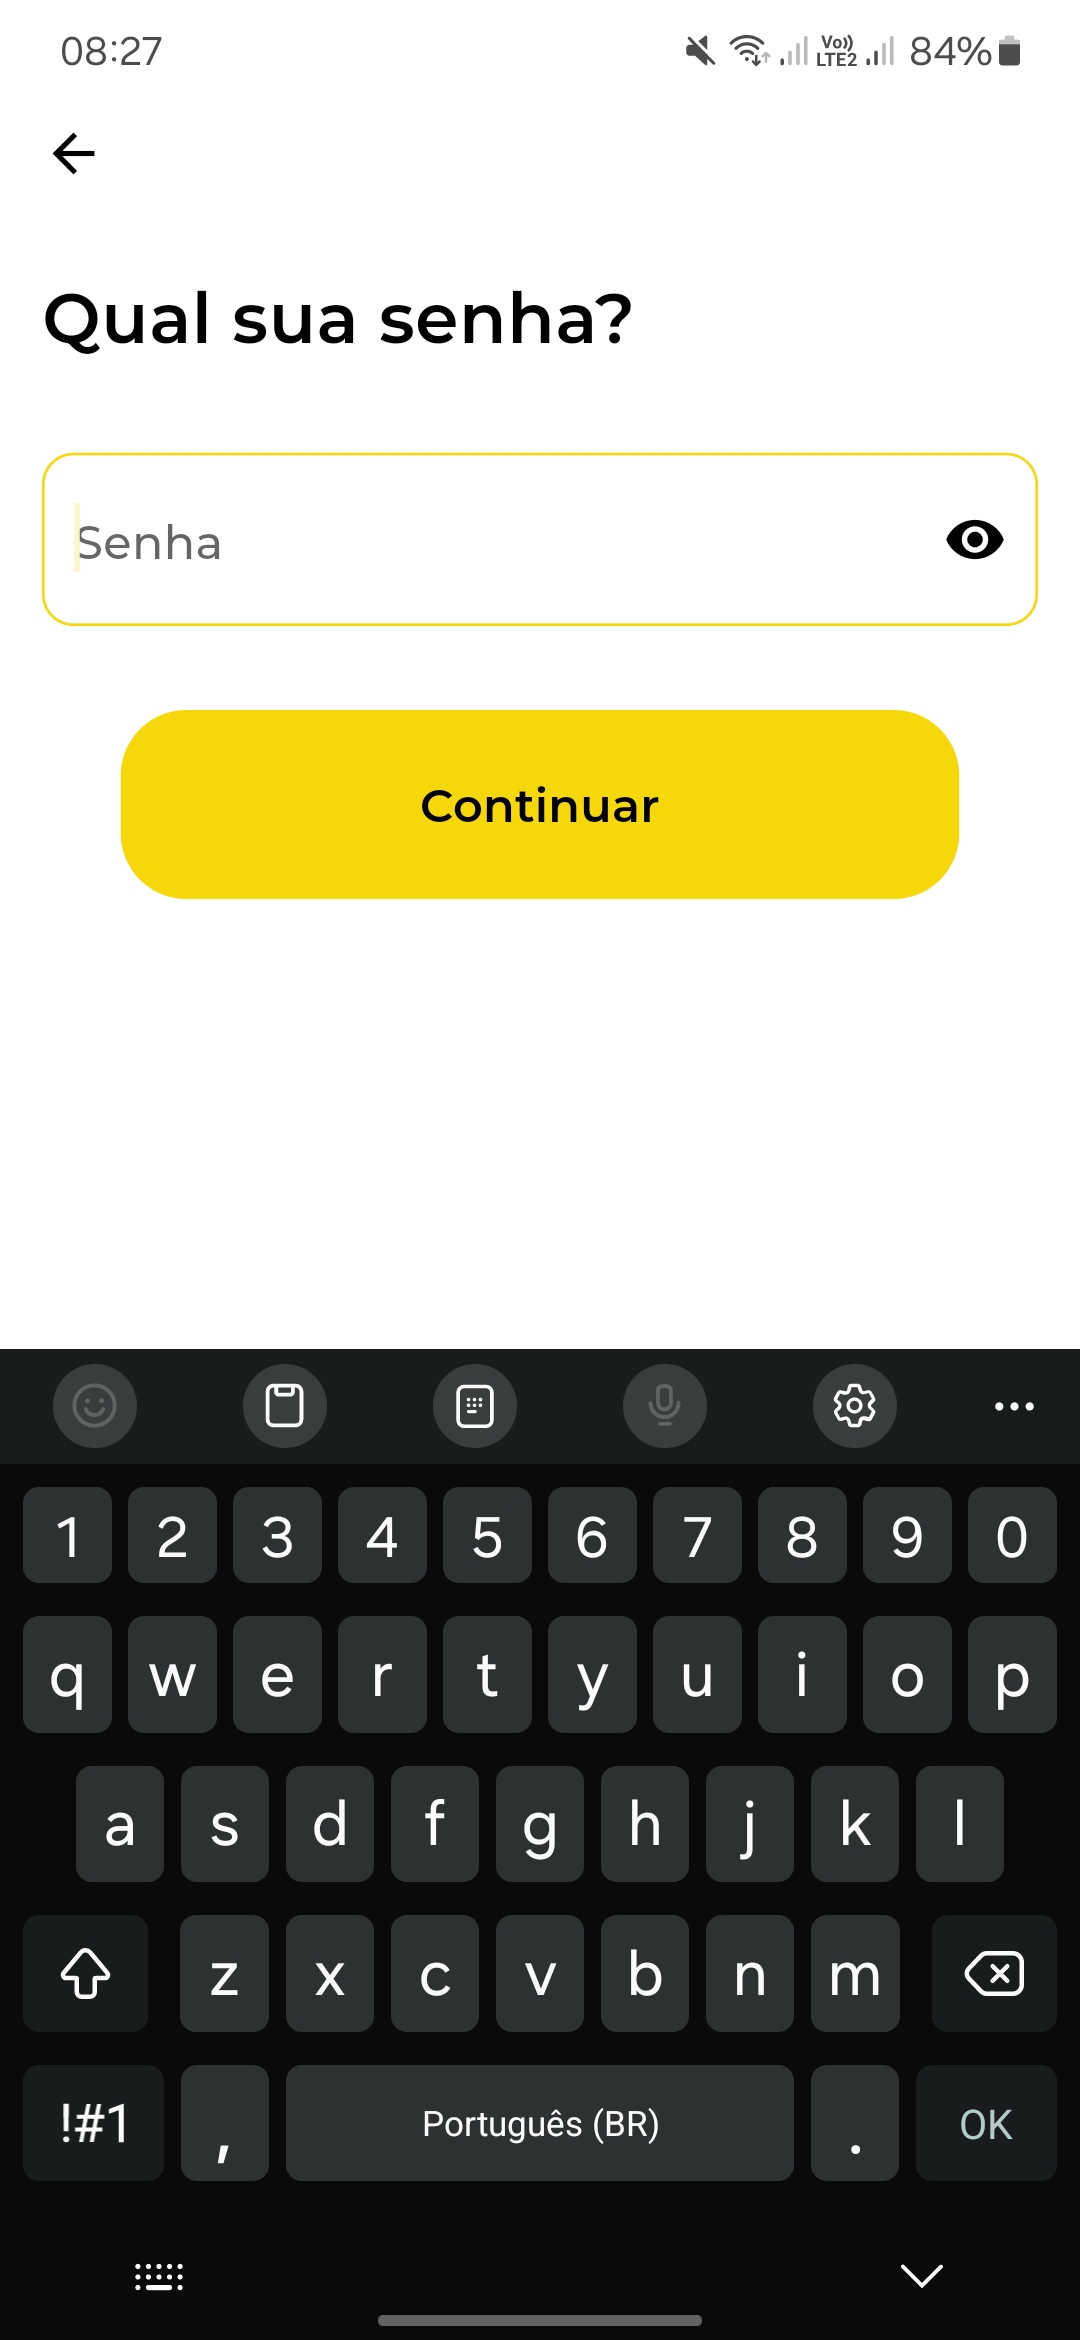 08:27 Vo)) LTE2 84%
Qual sua senha?
Senha
Continuar
1 2 3 4 5 6 7 8 9 0
q w e r t y u i o p
a s d f g h j k l
z x c v b n m
!#1 , Português (BR) . OK